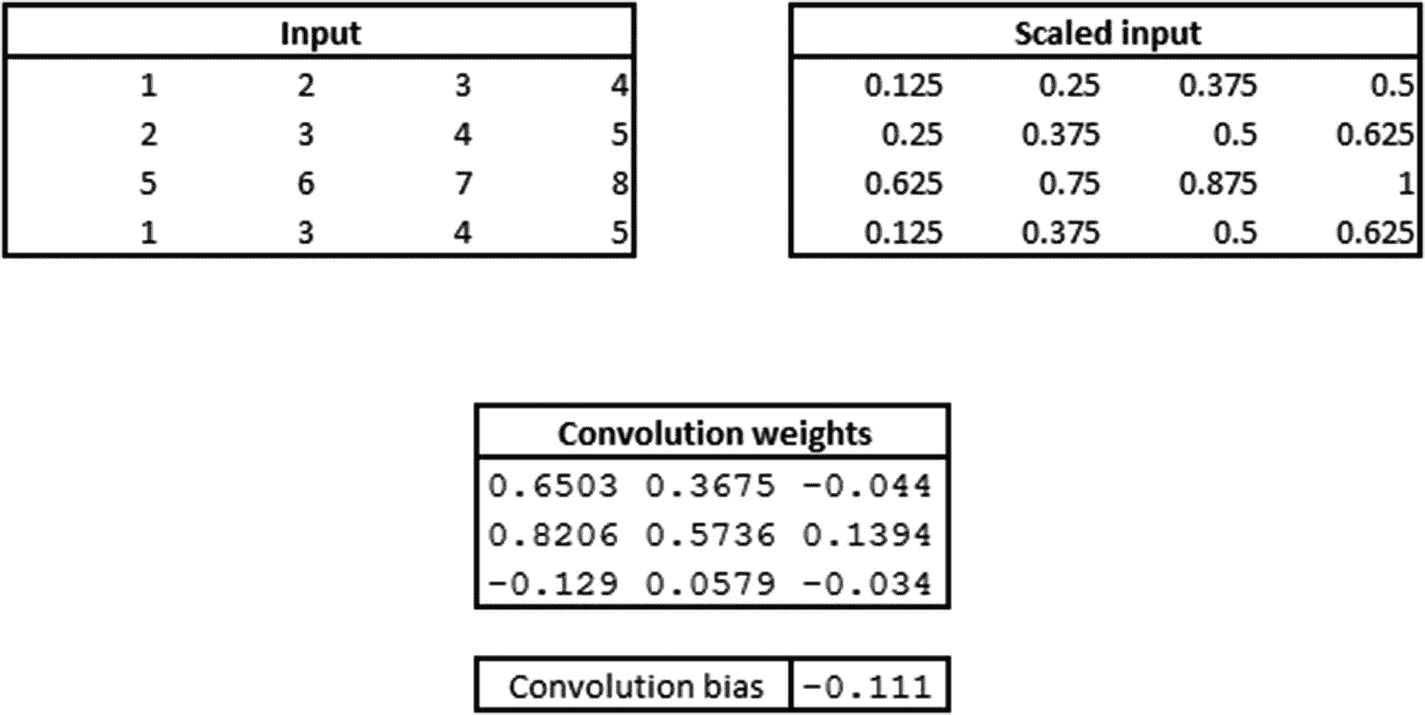 Input
1 2 3 4
2 3 4 5
5 6 7 8
1 3 4 5
Scaled input
0.125 0.25 0.375 0.5
0.25 0.375 0.5 0.625
0.625 0.75 0.875 1
0.125 0.375 0.5 0.625
Convolution weights
0.6503 0.3675 -0.044
0.8206 0.5736 0.1394
-0.129 0.0579 -0.034
Convolution bias -0.111